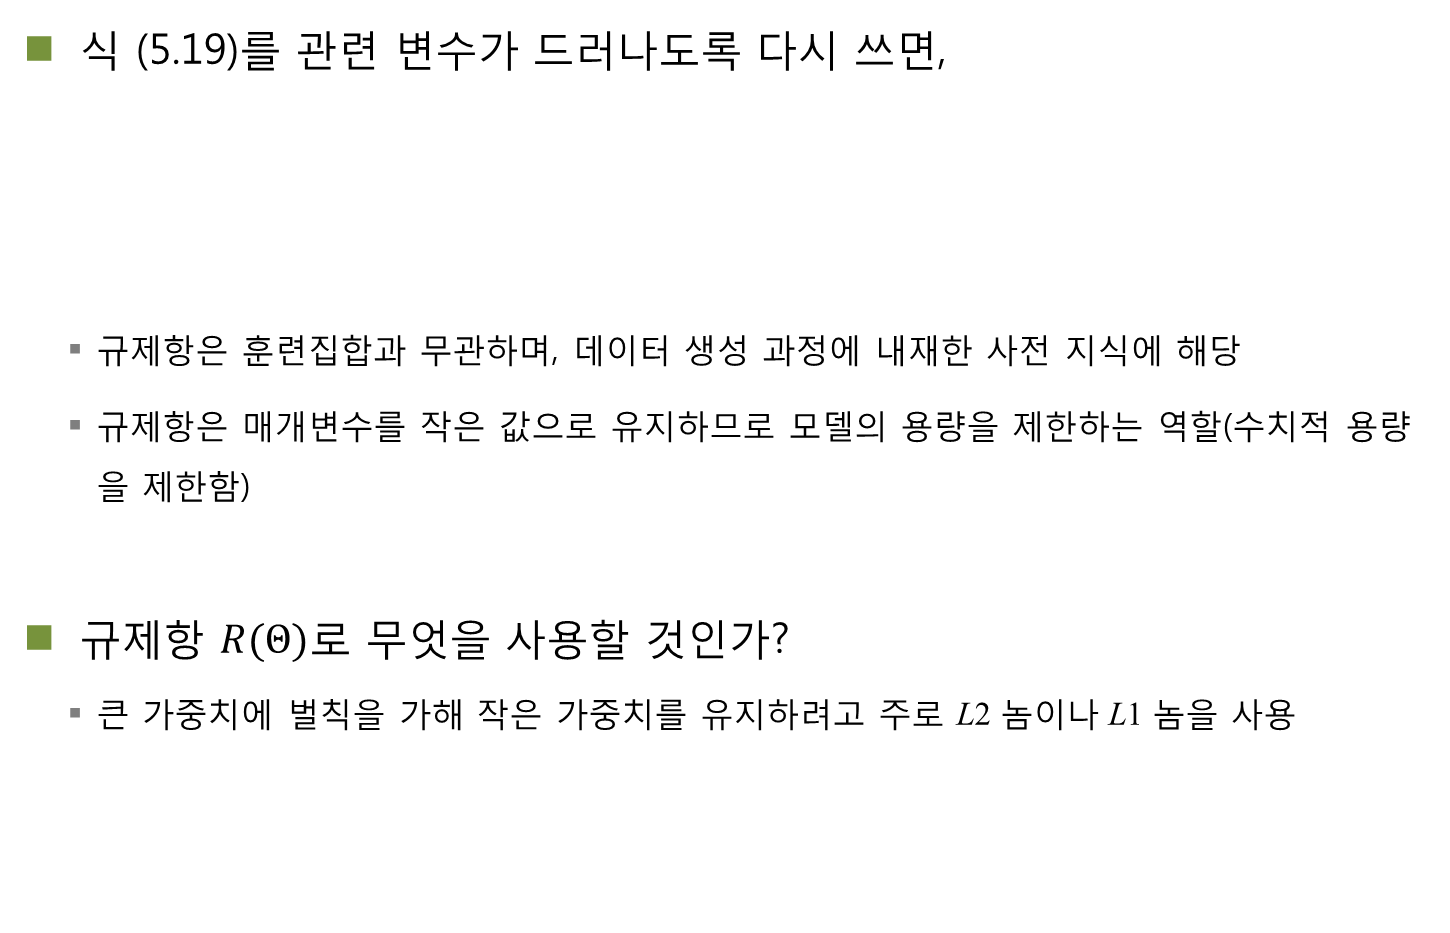 식 (5.19)를 관련 변수가 드러나도록 다시 쓰면,
규제항은 훈련집합과 무관하며, 데이터 생성 과정에 내재한 사전 지식에 해당
규제항은 매개변수를 작은 값으로 유지하므로 모델의 용량을 제한하는 역할(수치적 용량
을 제한함)
규제항 R(Θ)로 무엇을 사용할 것인가?
큰 가중치에 벌칙을 가해 작은 가중치를 유지하려고 주로 L2 놈이나 L1 놈을 사용